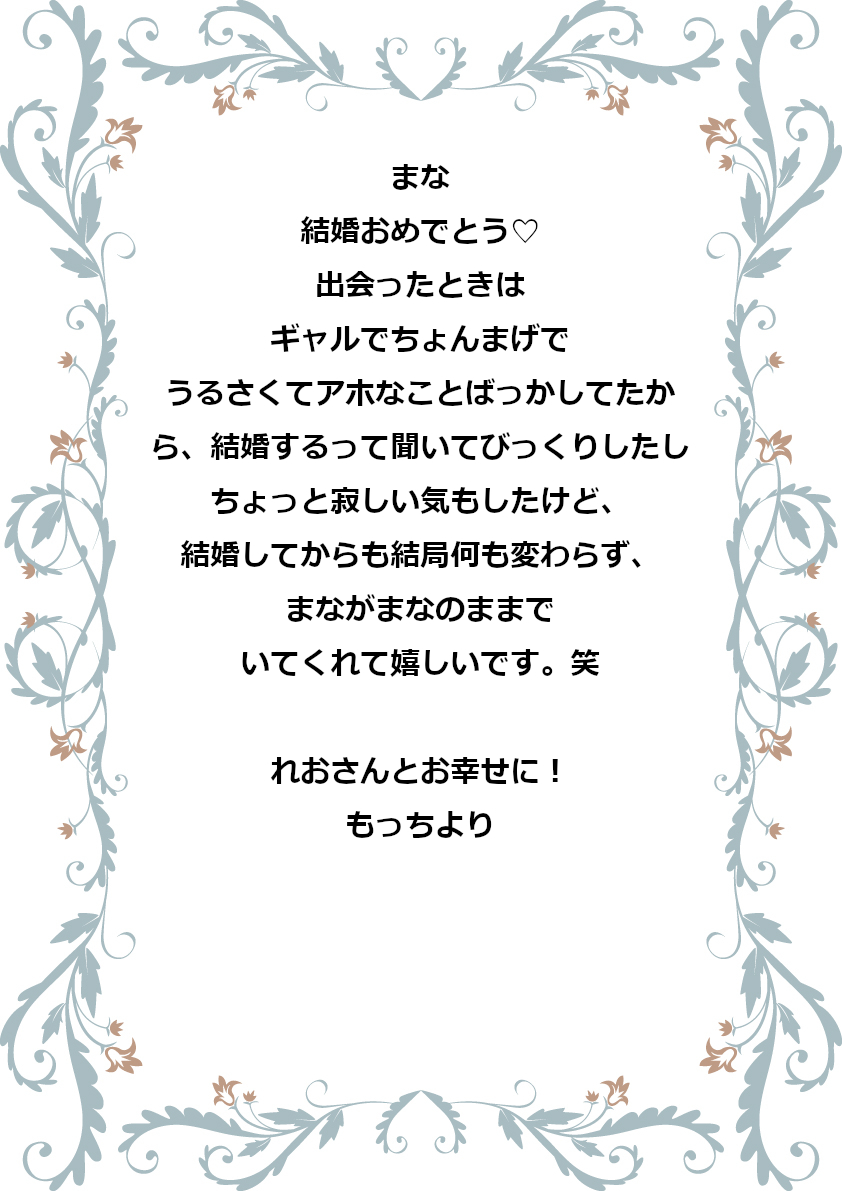 まな
結婚おめでとう♡
出会ったときは
ギャルでちょんまげで
うるさくてアホなことばっかしてたか
ら、結婚するって聞いてびっくりしたし
ちょっと寂しい気もしたけど、
結婚してからも結局何も変わらず、
まながまなのままで
いてくれて嬉しいです。笑
れおさんとお幸せに！
もっちより